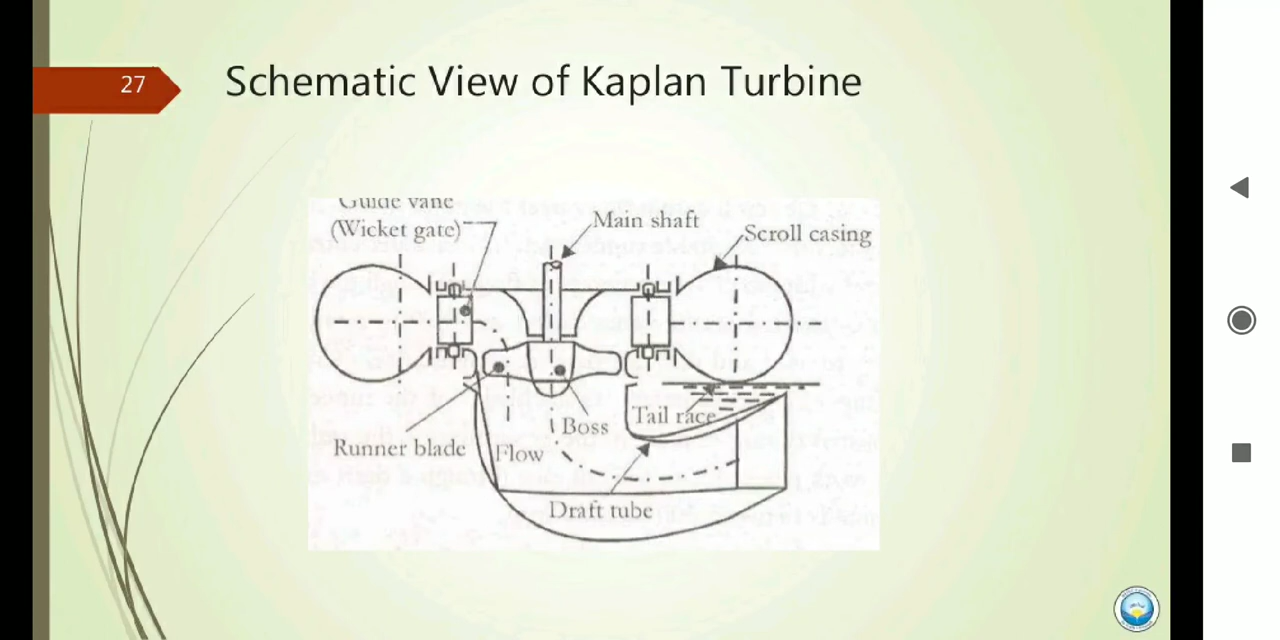 27
Schematic View of Kaplan Turbine
Guide vane
(Wicket gate)
Main shaft
Scroll casing
Tail race
Boss
Runner blade
Flow
Draft tube